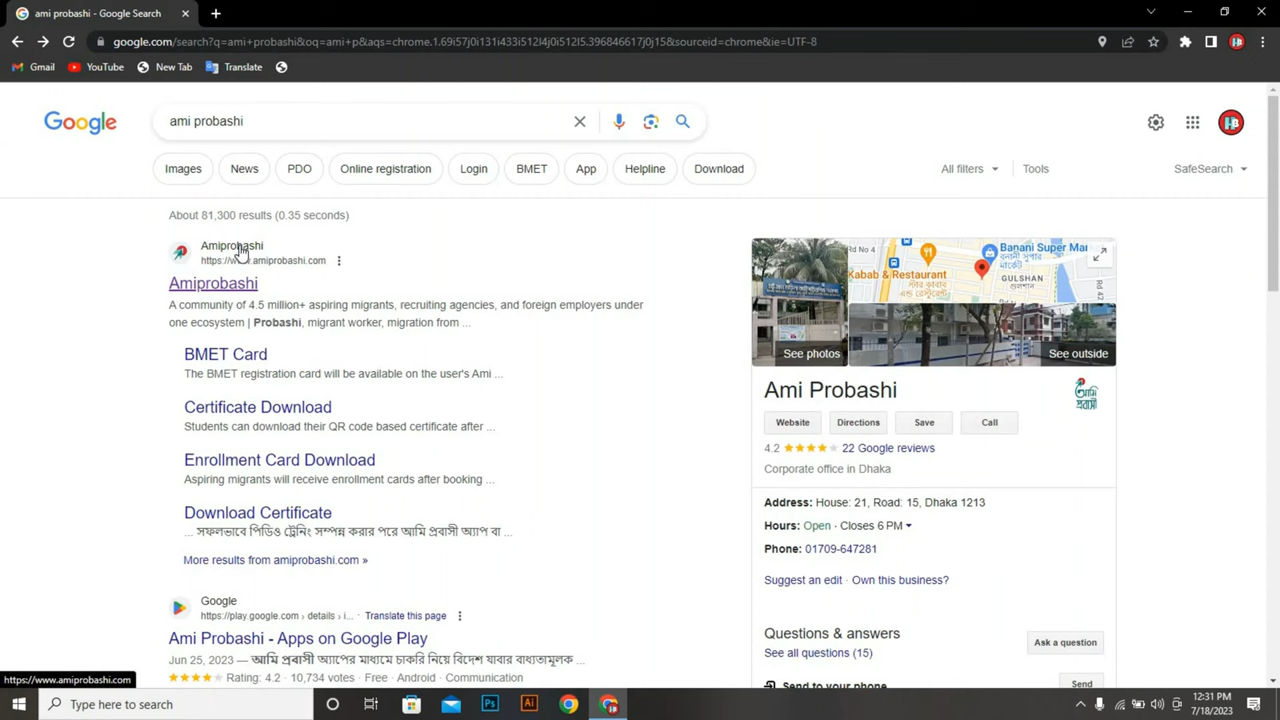 ami probashi - Google Search
google.com/search?q=ami+probashi&oq=ami+p&aqs=chrome.1.69i57j0i131i433i512l4j0i512l5.396846617j0j15&sourceid=chrome&ie=UTF-8
Gmail YouTube New Tab Translate
Google ami probashi
Images News PDO Online registration Login BMET App Helpline Download All filters Tools SafeSearch
About 81,300 results (0.35 seconds)
Amiprobashi
amiprobashi.com
Amiprobashi
A community of 4.5 million+ aspiring migrants, recruiting agencies, and foreign employers under
one ecosystem | Probashi, migrant worker, migration from ...
BMET Card
The BMET registration card will be available on the user's Ami ...
Certificate Download
Students can download their QR code based certificate after ...
Enrollment Card Download
Aspiring migrants will receive enrollment cards after booking ...
Download Certificate
... সফলভাবে পিডিও ট্রেনিং সম্পন্ন করার পরে আমি প্রবাসী অ্যাপ বা ...
More results from amiprobashi.com »
Google
https://play.google.com › details › i... Translate this page
Ami Probashi - Apps on Google Play
Jun 25, 2023 — আমি প্রবাসী অ্যাপের মাধ্যমে চাকরি নিয়ে বিদেশ যাবার বাধ্যতামূলক ...
Rating: 4.2 · 10,734 votes · Free · Android · Communication
Rd No 4
Banani Super Mar
Kabab & Restaurant
GULSHAN
গুলশান
See photos
See outside
Ami Probashi
আমি
প্রবাসী
Website Directions Save Call
4.2 22 Google reviews
Corporate office in Dhaka
Address: House: 21, Road: 15, Dhaka 1213
Hours: Open · Closes 6 PM
Phone: 01709-647281
Suggest an edit · Own this business?
Questions & answers
See all questions (15)
Ask a question
Send to your phone
Send
https://www.amiprobashi.com
Type here to search
Ps
Ai
12:31 PM
7/18/2023